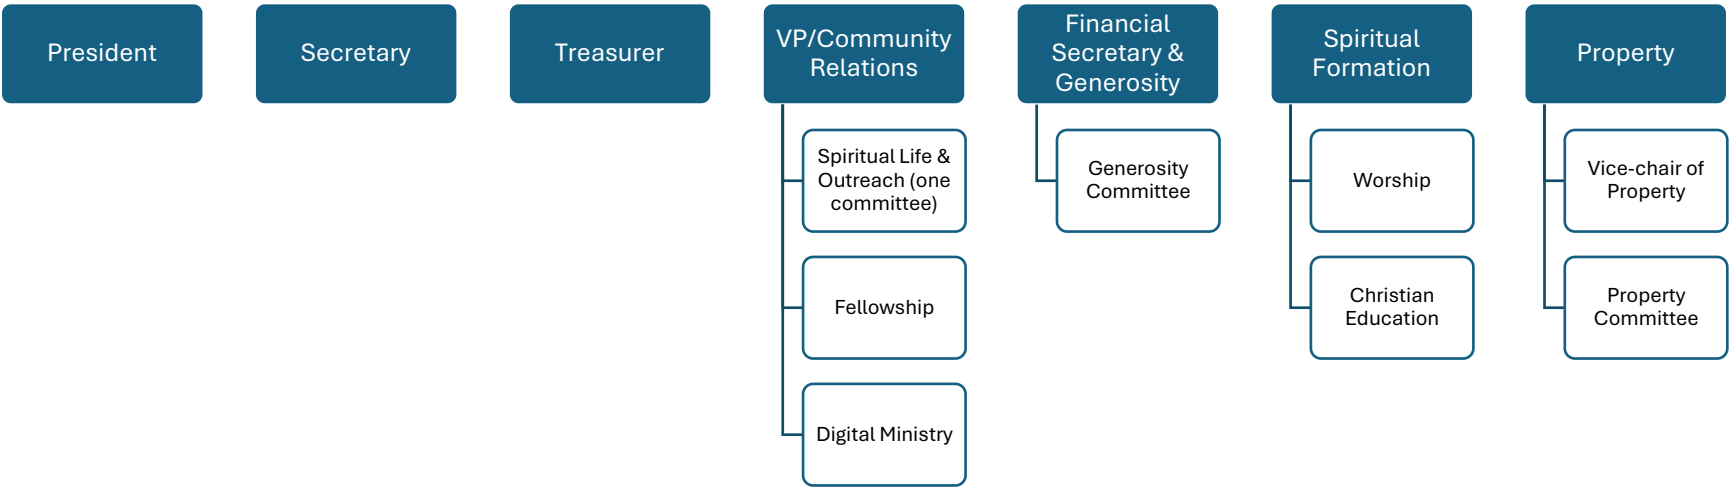 President
Secretary
Treasurer
VP/Community
Relations
Financial
Secretary &
Generosity
Spiritual
Formation
Property
Spiritual Life &
Outreach (one
committee)
Fellowship
Digital Ministry
Generosity
Committee
Worship
Christian
Education
Vice-chair of
Property
Property
Committee